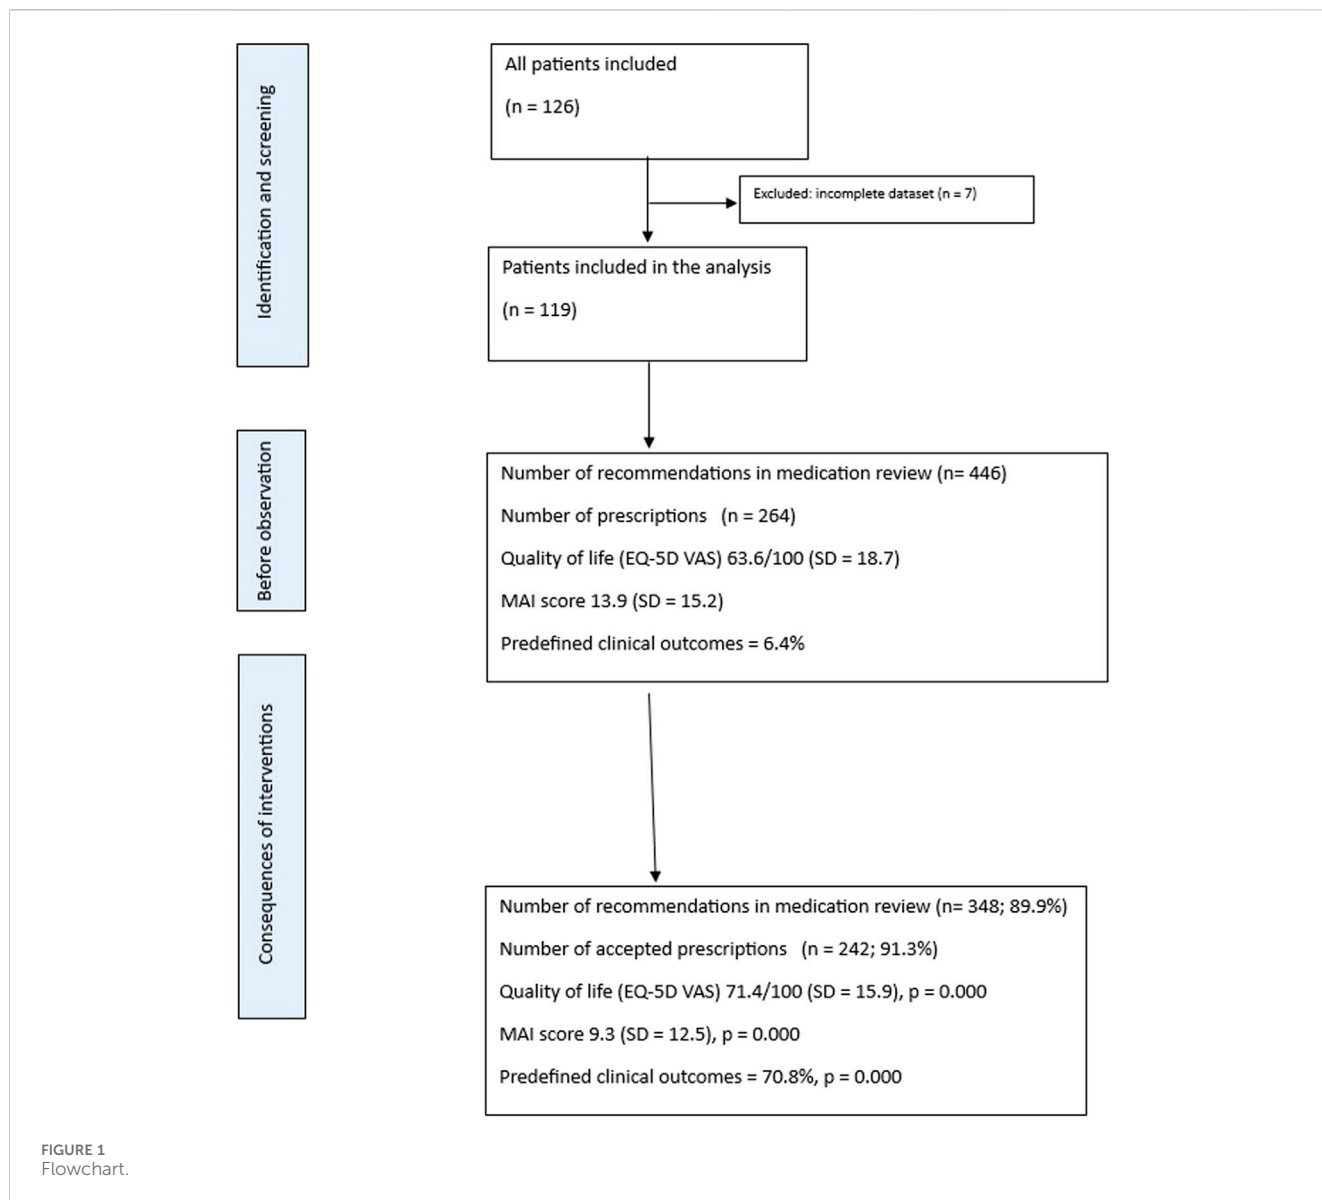 Identification and screening
All patients included
(n = 126)
Excluded: incomplete dataset (n = 7)
Patients included in the analysis
(n = 119)
Before observation
Number of recommendations in medication review (n= 446)
Number of prescriptions (n = 264)
Quality of life (EQ-5D VAS) 63.6/100 (SD = 18.7)
MAI score 13.9 (SD = 15.2)
Predefined clinical outcomes = 6.4%
Consequences of interventions
Number of recommendations in medication review (n= 348; 89.9%)
Number of accepted prescriptions (n = 242; 91.3%)
Quality of life (EQ-5D VAS) 71.4/100 (SD = 15.9), p = 0.000
MAI score 9.3 (SD = 12.5), p = 0.000
Predefined clinical outcomes = 70.8%, p = 0.000
FIGURE 1
Flowchart.